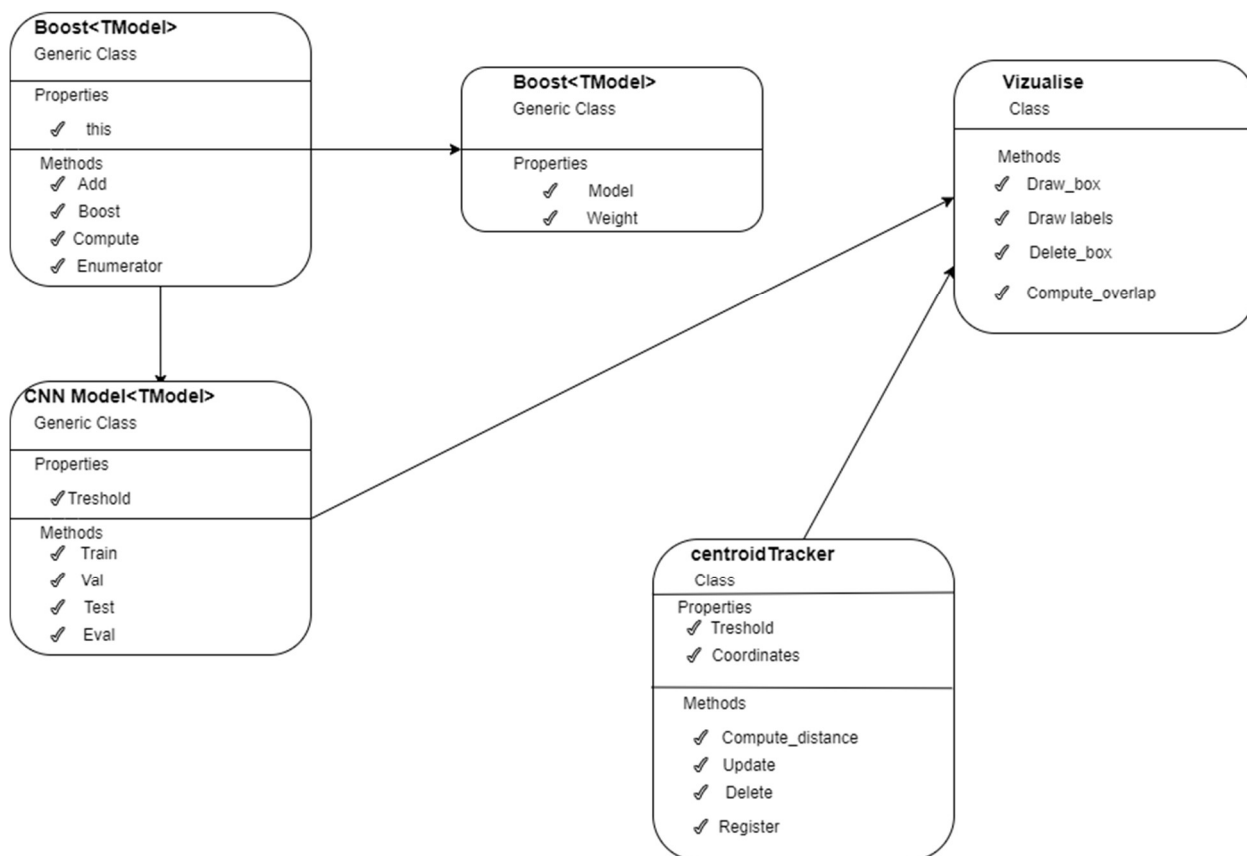 Boost<TModel>
Generic Class
Properties
this
Methods
Add
Boost
Compute
Enumerator
Boost<TModel>
Generic Class
Properties
Model
Weight
Vizualise
Class
Methods
Draw_box
Draw labels
Delete_box
Compute_overlap
CNN Model<TModel>
Generic Class
Properties
Treshold
Methods
Train
Val
Test
Eval
centroidTracker
Class
Properties
Treshold
Coordinates
Methods
Compute_distance
Update
Delete
Register